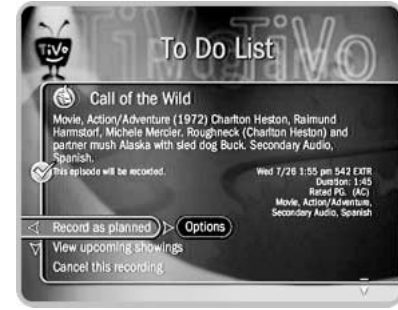 TiVo
TiVo TiVo
To Do List
Call of the Wild
Movie, Action/Adventure (1972) Charlton Heston, Raimund
Harmstorf, Michele Mercier. Roughneck (Charlton Heston) and
partner mush Alaska with sled dog Buck. Secondary Audio,
Spanish.
This episode will be recorded.
Wed 7/26 1:55 pm 542 EXTR
Duration: 1:45
Rated PG. (AC)
Movie, Action/Adventure,
Secondary Audio, Spanish
Record as planned Options
View upcoming showings
Cancel this recording